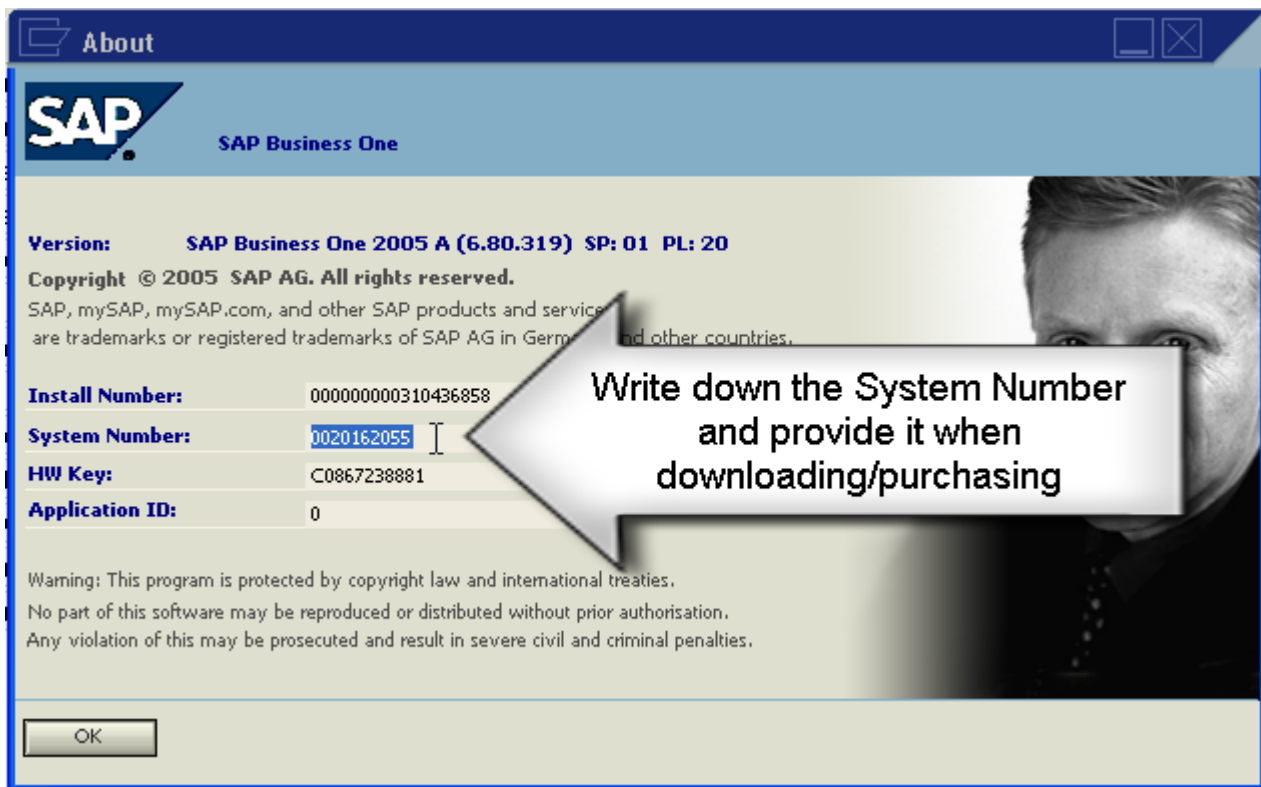 About
SAP
SAP Business One
Version: SAP Business One 2005 A (6.80.319) SP: 01 PL: 20
Copyright © 2005 SAP AG. All rights reserved.
SAP, mySAP, mySAP.com, and other SAP products and service
are trademarks or registered trademarks of SAP AG in Germ nd other countries.
Install Number: 000000000310436858
System Number: 0020162055
HW Key: C0867238881
Application ID: 0
Write down the System Number
and provide it when
downloading/purchasing
Warning: This program is protected by copyright law and international treaties.
No part of this software may be reproduced or distributed without prior authorisation.
Any violation of this may be prosecuted and result in severe civil and criminal penalties.
OK